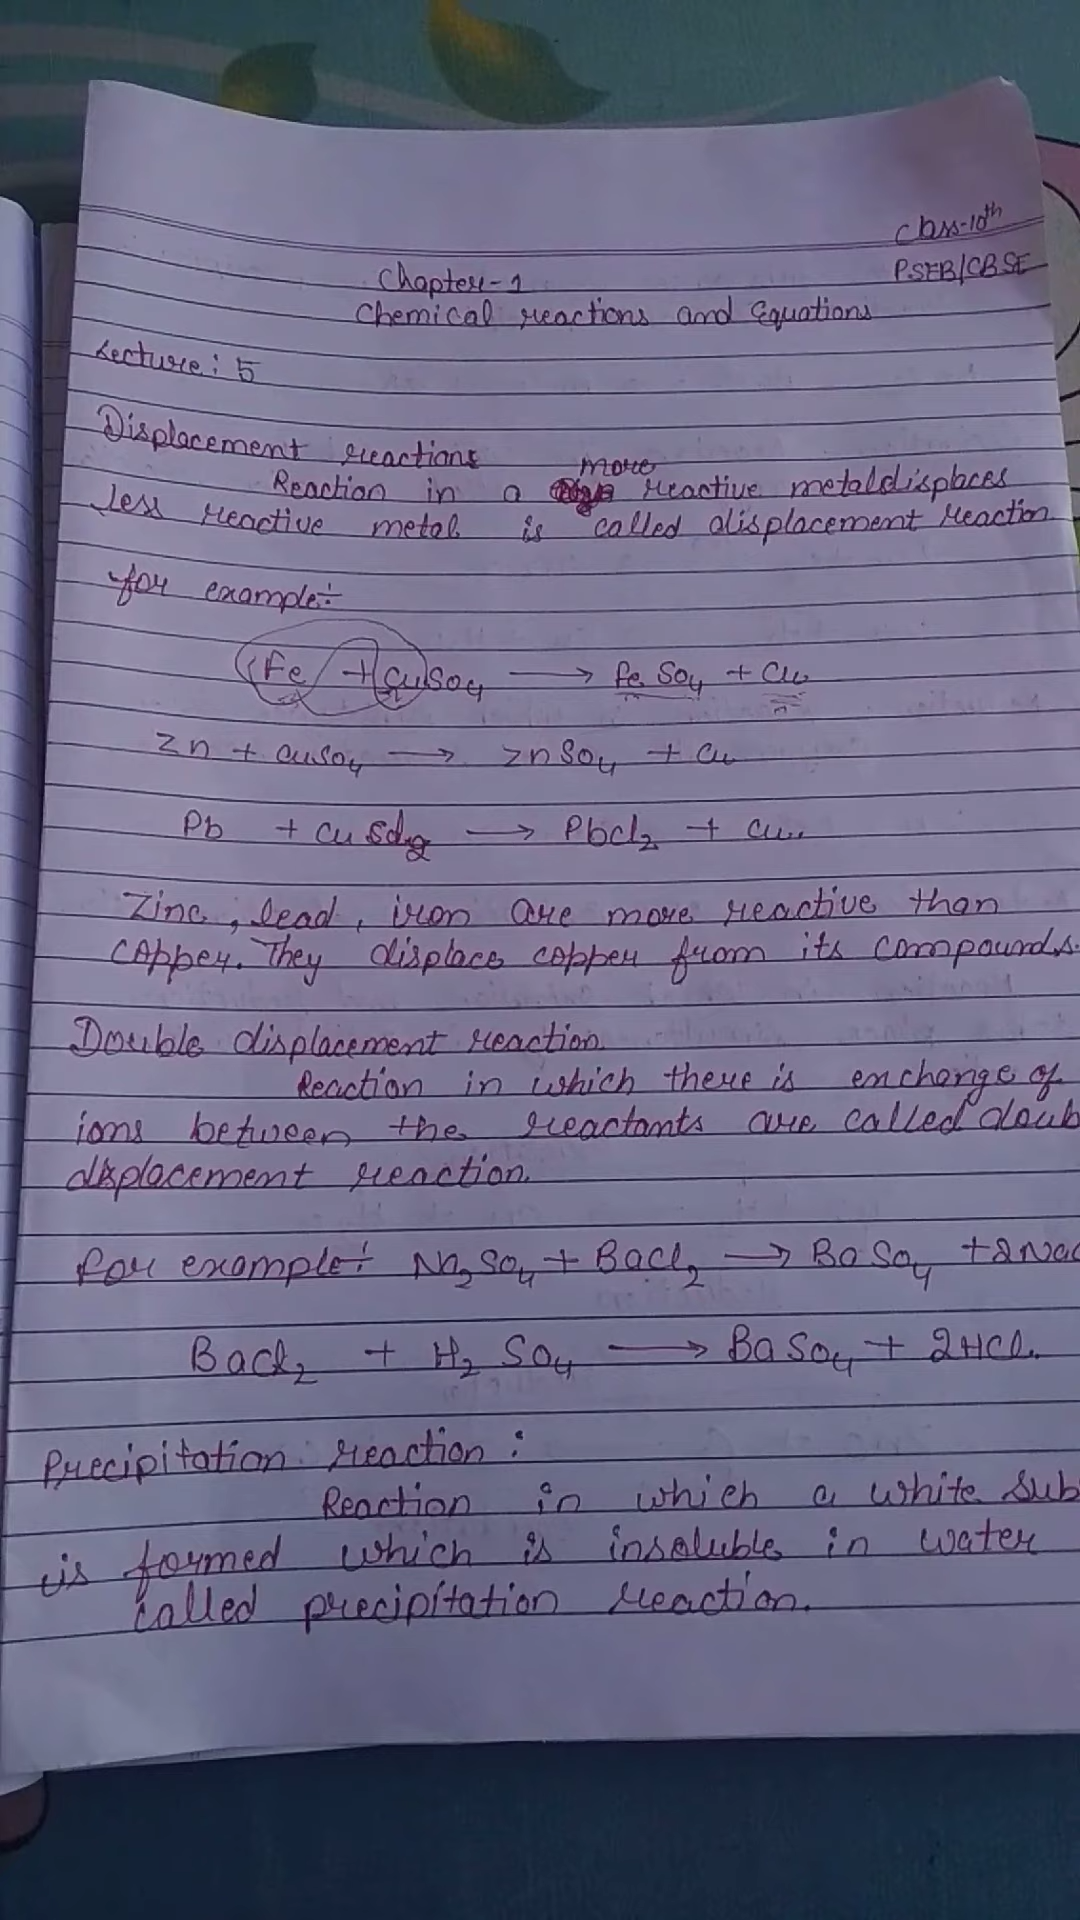 Class-10th
PSEB/CBSE
Chapter-1
Chemical reactions and Equations
Lecture: 5
Displacement reactions
more
Reaction in a reactive metal displaces
less reactive metal is called displacement reaction
for example:-
Fe + CuSO4 → FeSO4 + Cu
Zn + CuSO4 → ZnSO4 + Cu
Pb + Cu → PbCl2 + Cu
Zinc, lead, iron are more reactive than
copper. They displace copper from its compounds.
Double displacement reaction
Reaction in which there is exchange of
ions between the reactants are called doub
displacement reaction.
for example:- Na2SO4 + BaCl2 → BaSO4 + 2NaC
BaCl2 + H2SO4 → BaSO4 + 2HCl.
Precipitation reaction:
Reaction in which a white sub
is formed which is insoluble in water
called precipitation reaction.